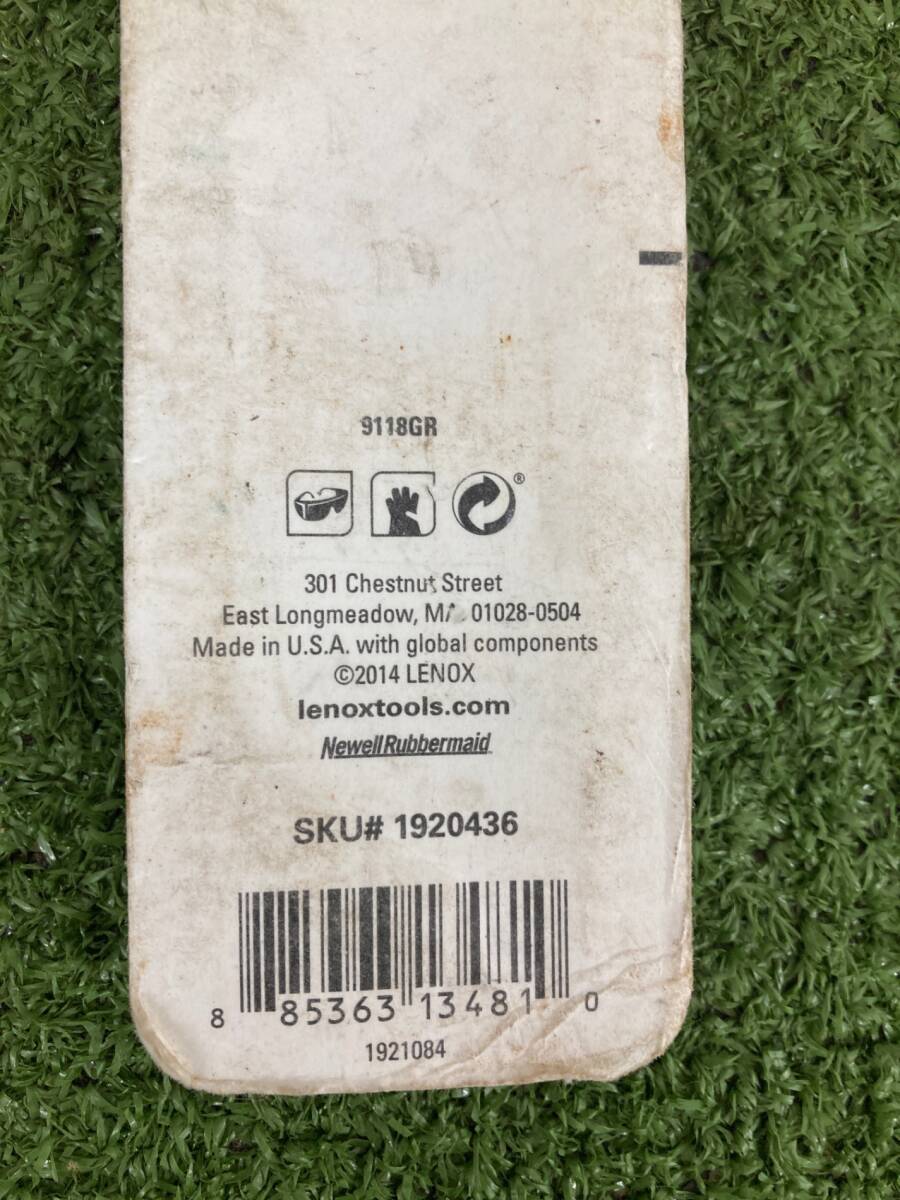 9118GR
®
301 Chestnut Street
East Longmeadow, 01028-0504
Made in U.S.A. with global components
©2014 LENOX
lenoxtools.com
NewellRubbermaid
SKU# 1920436
8 85363 13481 0
1921084